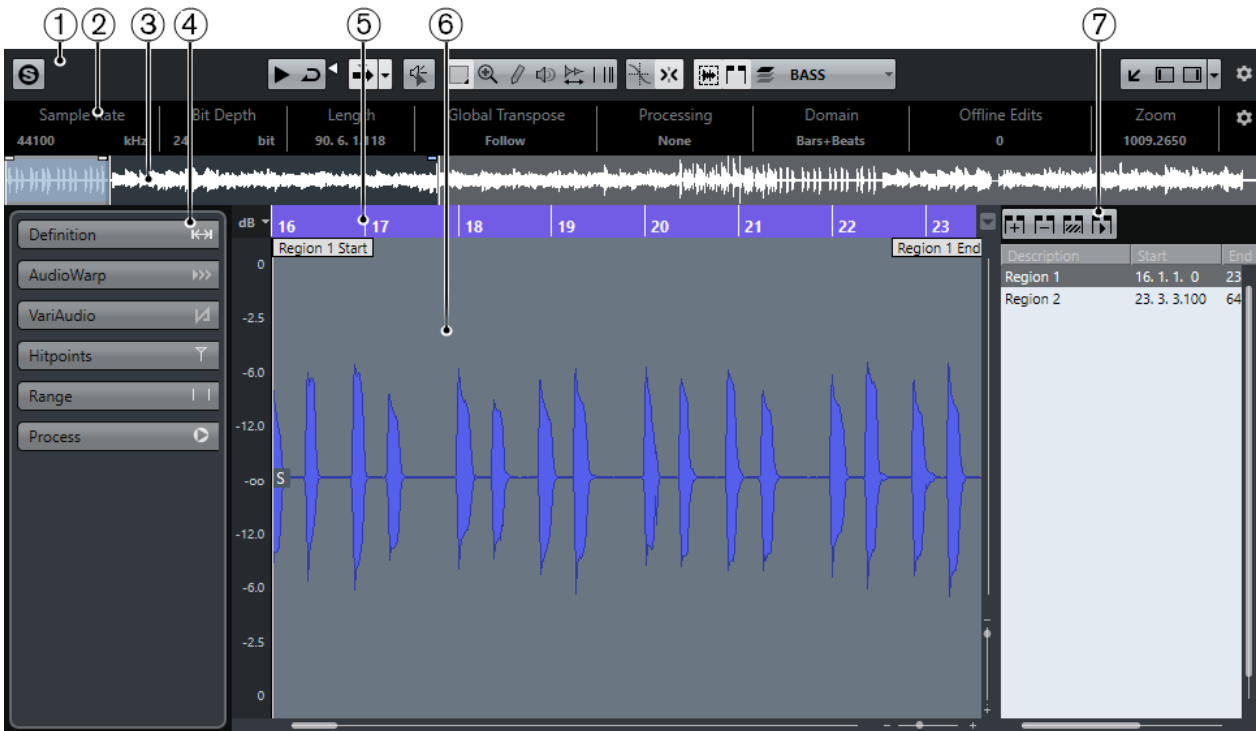 1 2 3 4 5 6 7
S
BASS
Sample Rate Bit Depth Length Global Transpose Processing Domain Offline Edits Zoom
44100 kHz 24 bit 90. 6. 1.118 Follow None Bars+Beats 0 1009.2650
dB 16 17 18 19 20 21 22 23
Region 1 Start Region 1 End
Definition
AudioWarp
VariAudio
Hitpoints
Range
Process
0
-2.5
-6.0
-12.0
-oo
-12.0
-6.0
-2.5
0
S
Description Start End
Region 1 16. 1. 1. 0 23
Region 2 23. 3. 3.100 64